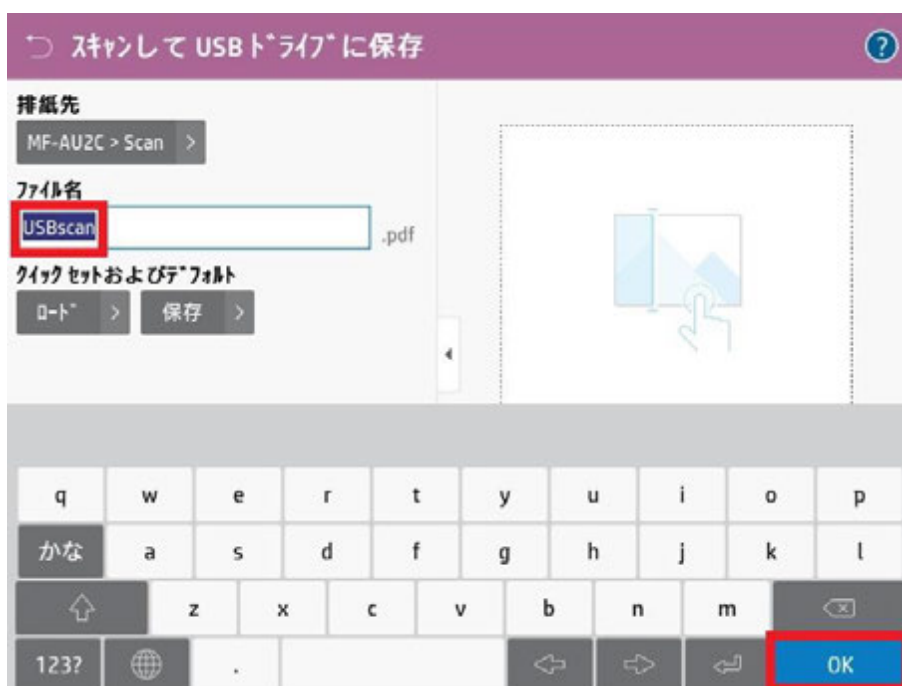 スキャンして USBドライブに保存
?
排紙先
MF-AU2C > Scan >
ファイル名
USBscan .pdf
クイック セットおよびデフォルト
ロード > 保存 >
q w e r t y u i o p
かな a s d f g h j k l
z x c v b n m
123? . OK